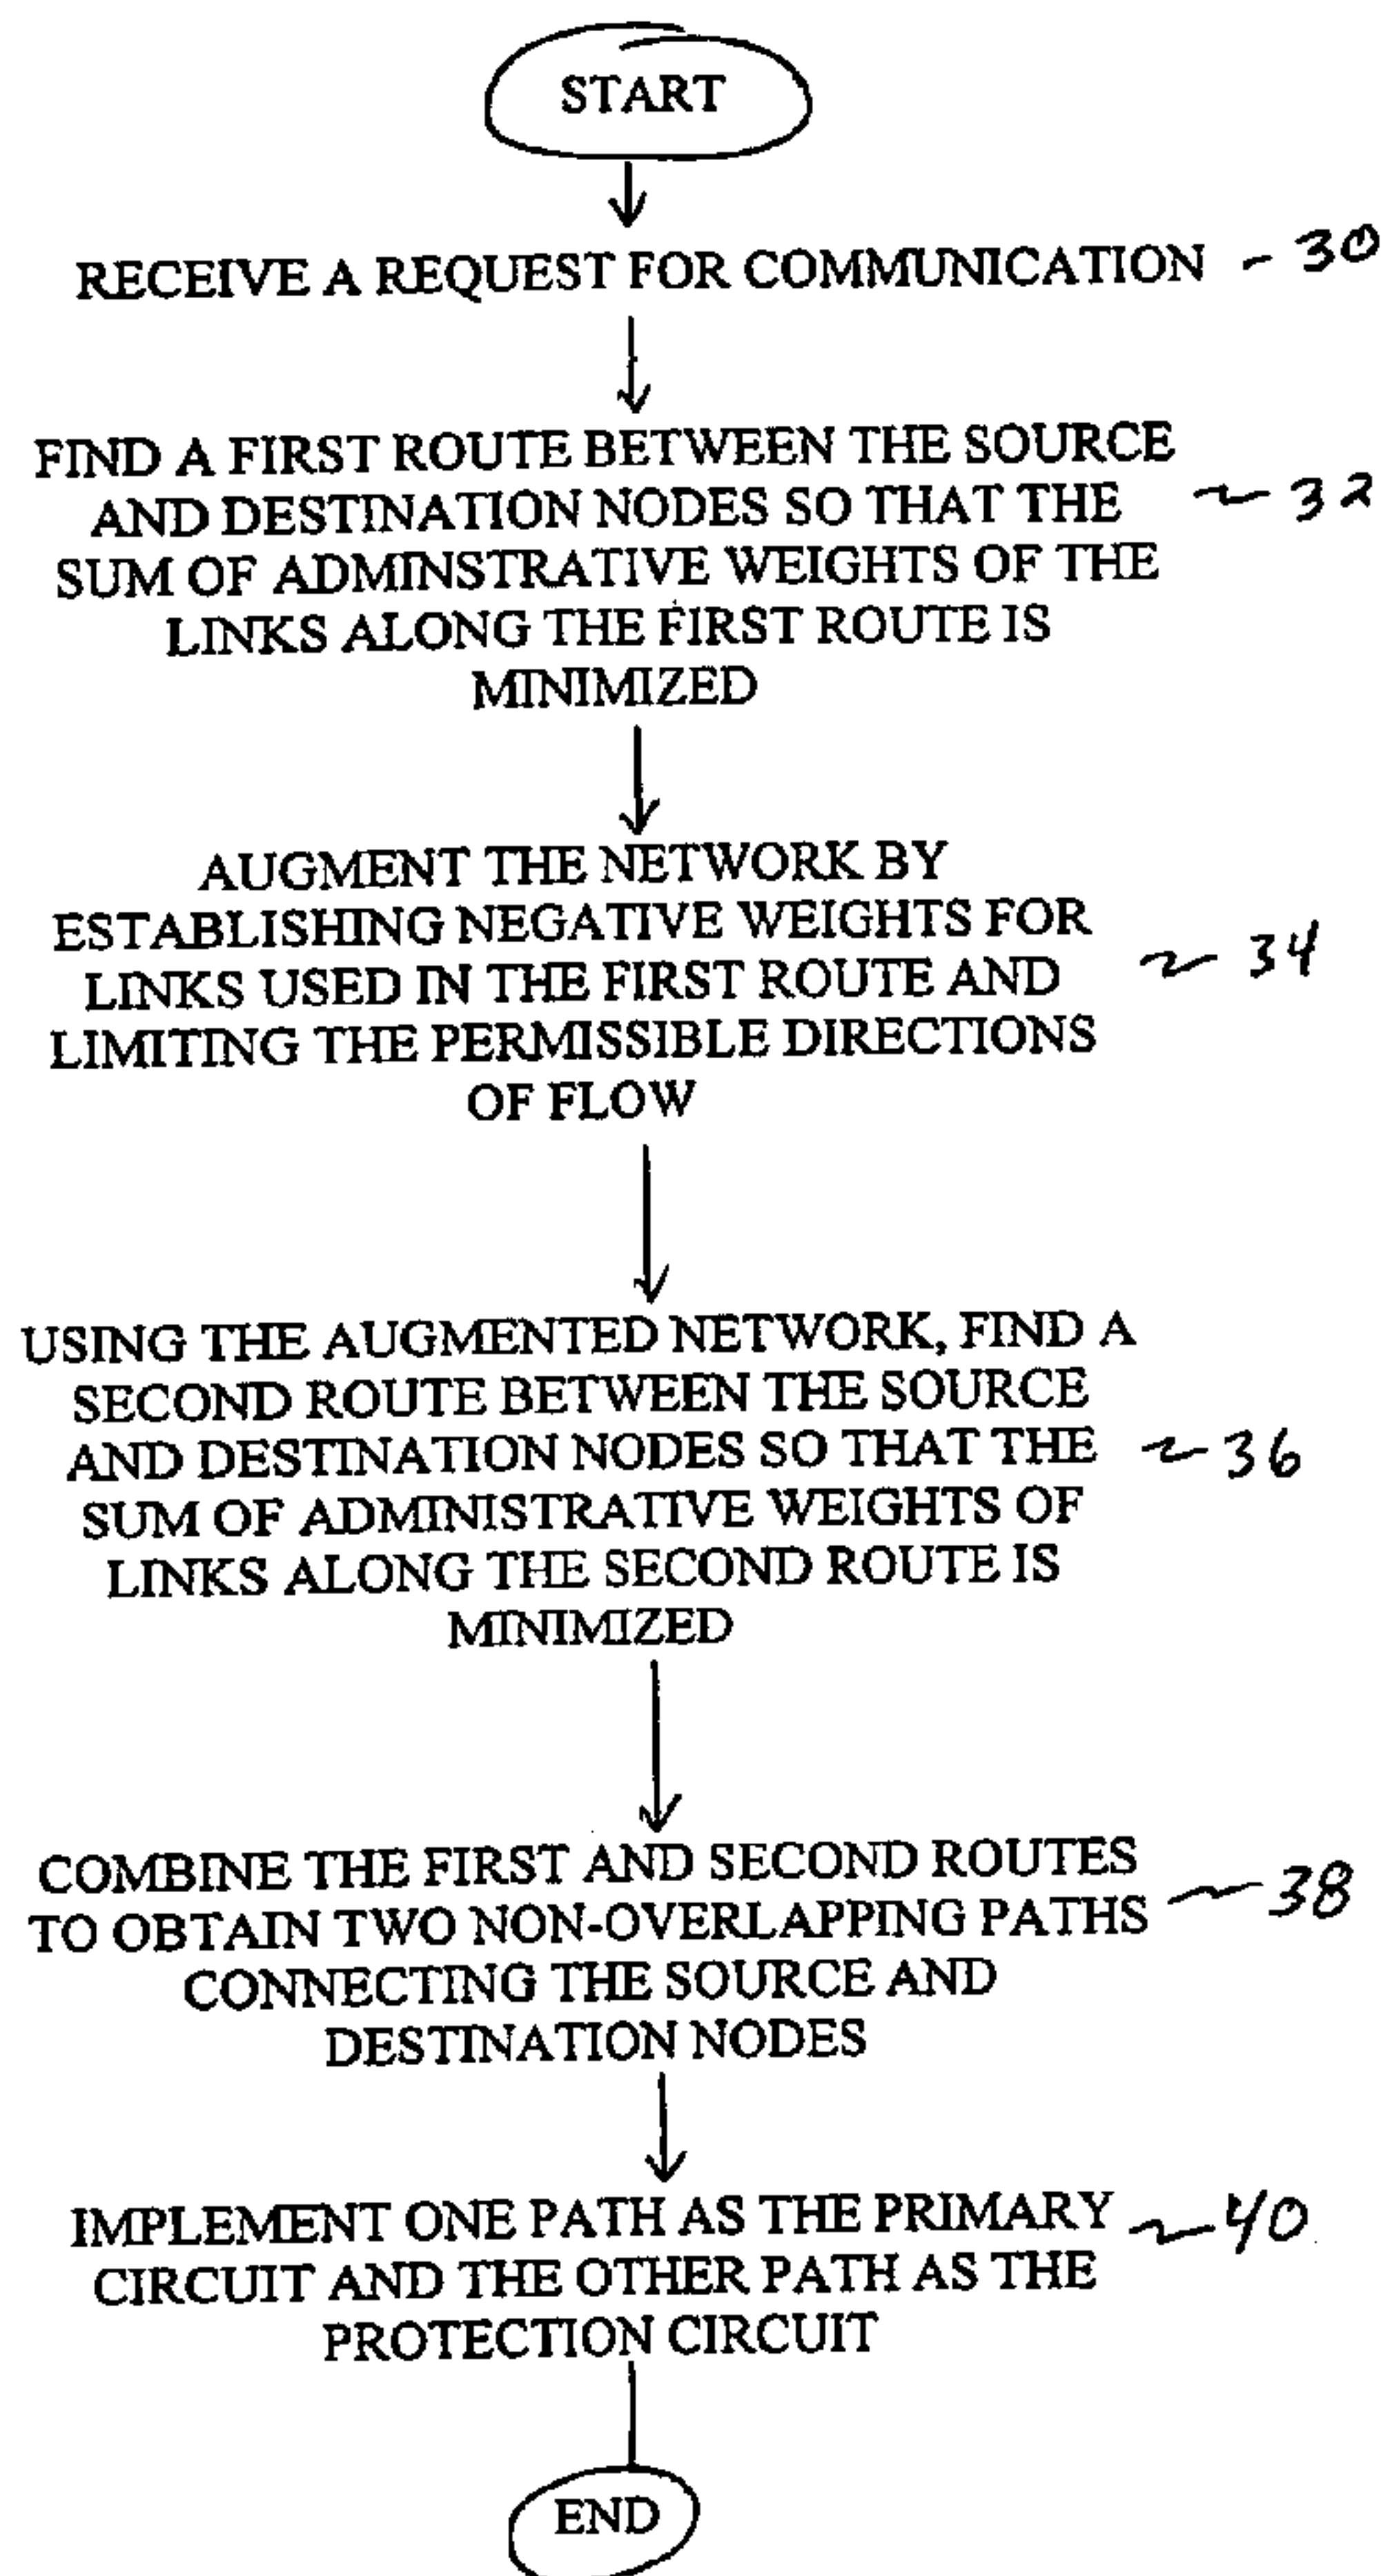 START
RECEIVE A REQUEST FOR COMMUNICATION - 30
FIND A FIRST ROUTE BETWEEN THE SOURCE
AND DESTINATION NODES SO THAT THE ~ 32
SUM OF ADMINSTRATIVE WEIGHTS OF THE
LINKS ALONG THE FIRST ROUTE IS
MINIMIZED
AUGMENT THE NETWORK BY
ESTABLISHING NEGATIVE WEIGHTS FOR
LINKS USED IN THE FIRST ROUTE AND ~ 34
LIMITING THE PERMISSIBLE DIRECTIONS
OF FLOW
USING THE AUGMENTED NETWORK, FIND A
SECOND ROUTE BETWEEN THE SOURCE
AND DESTINATION NODES SO THAT THE ~ 36
SUM OF ADMINISTRATIVE WEIGHTS OF
LINKS ALONG THE SECOND ROUTE IS
MINIMIZED
COMBINE THE FIRST AND SECOND ROUTES
TO OBTAIN TWO NON-OVERLAPPING PATHS ~ 38
CONNECTING THE SOURCE AND
DESTINATION NODES
IMPLEMENT ONE PATH AS THE PRIMARY ~ 40
CIRCUIT AND THE OTHER PATH AS THE
PROTECTION CIRCUIT
END